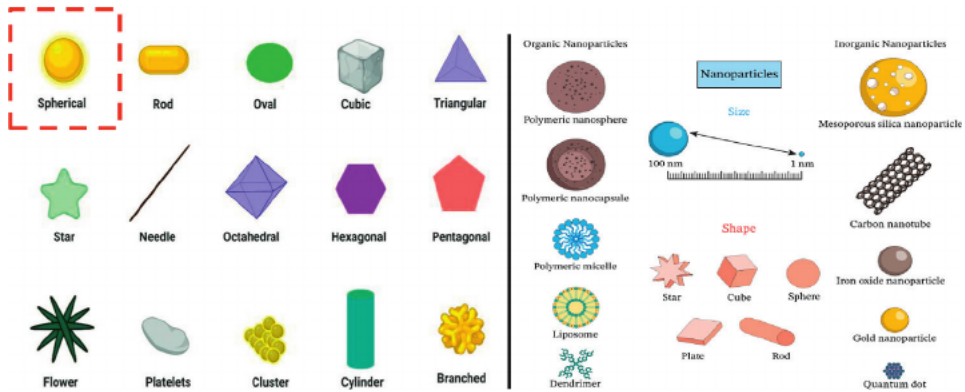 Spherical
Rod
Oval
Cubic
Triangular
Star
Needle
Octahedral
Hexagonal
Pentagonal
Flower
Platelets
Cluster
Cylinder
Branched
Organic Nanoparticles
Polymeric nanosphere
Polymeric nanocapsule
Polymeric micelle
Liposome
Dendrimer
Nanoparticles
Size
100 nm
1 nm
Shape
Star
Cube
Sphere
Plate
Rod
Inorganic Nanoparticles
Mesoporous silica nanoparticle
Carbon nanotube
Iron oxide nanoparticle
Gold nanoparticle
Quantum dot